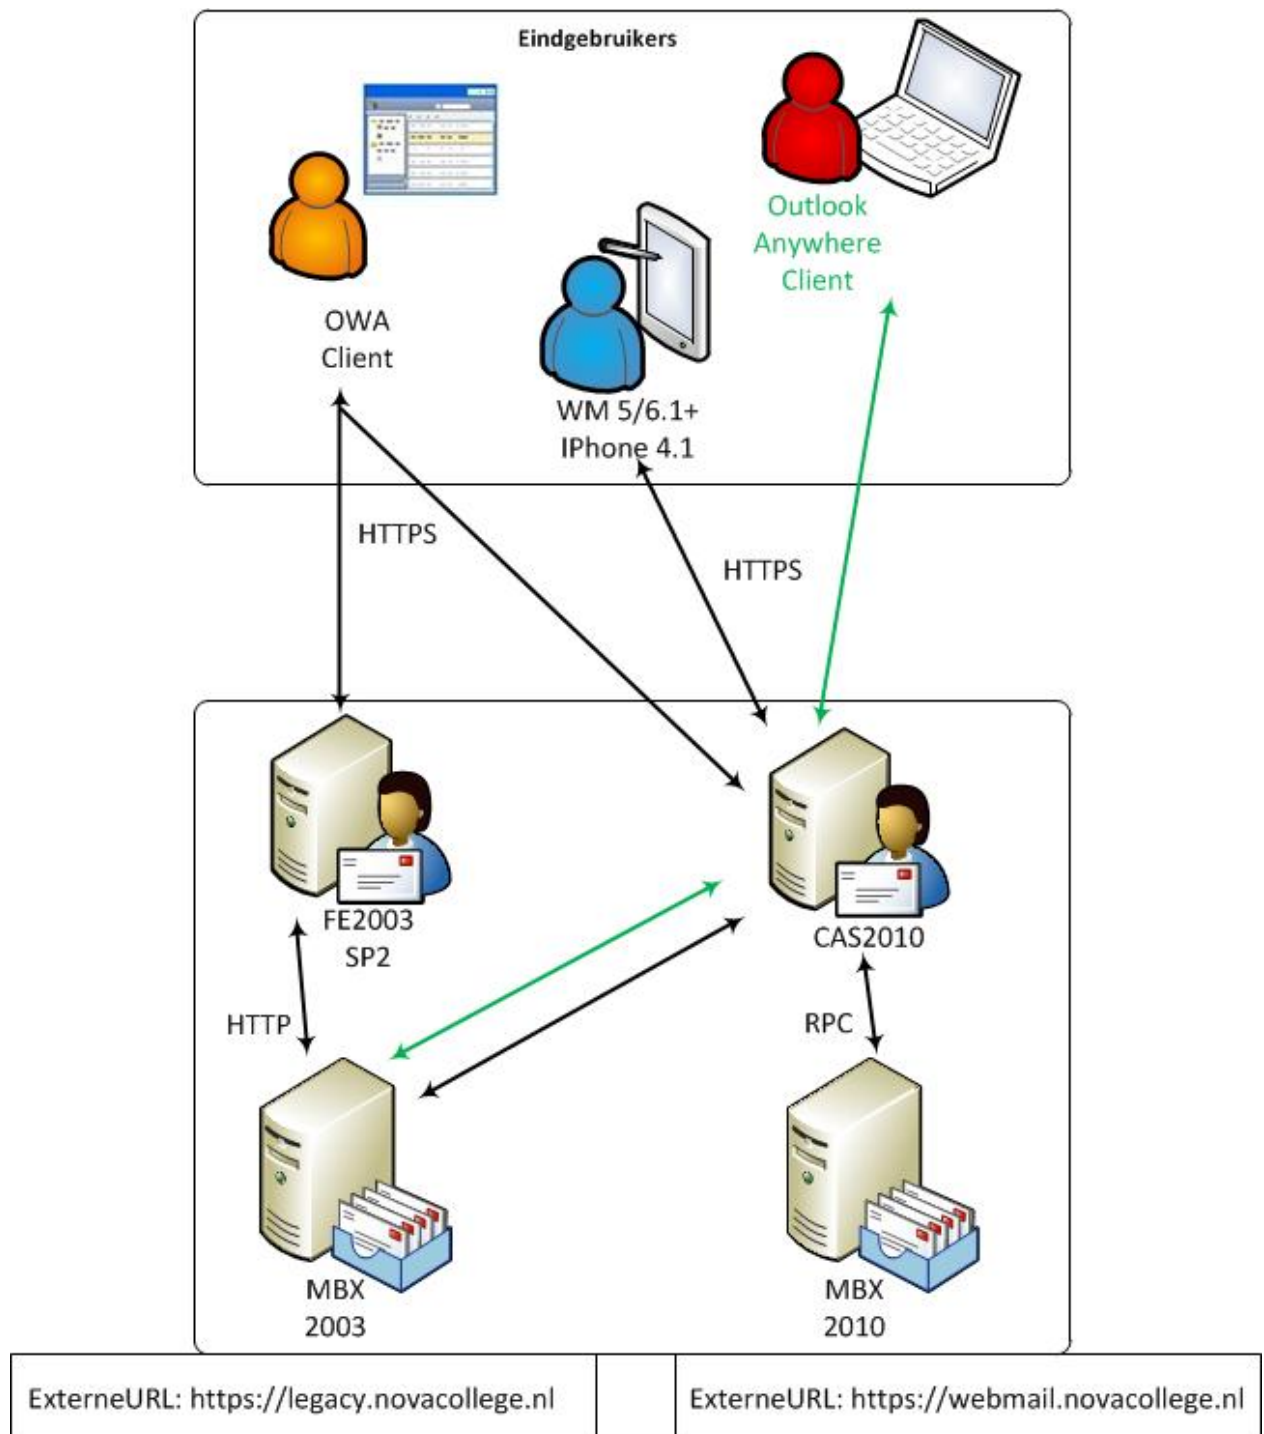 Eindgebruikers
Outlook
Anywhere
Client
OWA
Client
WM 5/6.1+
IPhone 4.1
HTTPS
HTTPS
FE2003
SP2
CAS2010
HTTP
RPC
MBX
2003
MBX
2010
ExterneURL: https://legacy.novacollege.nl
ExterneURL: https://webmail.novacollege.nl